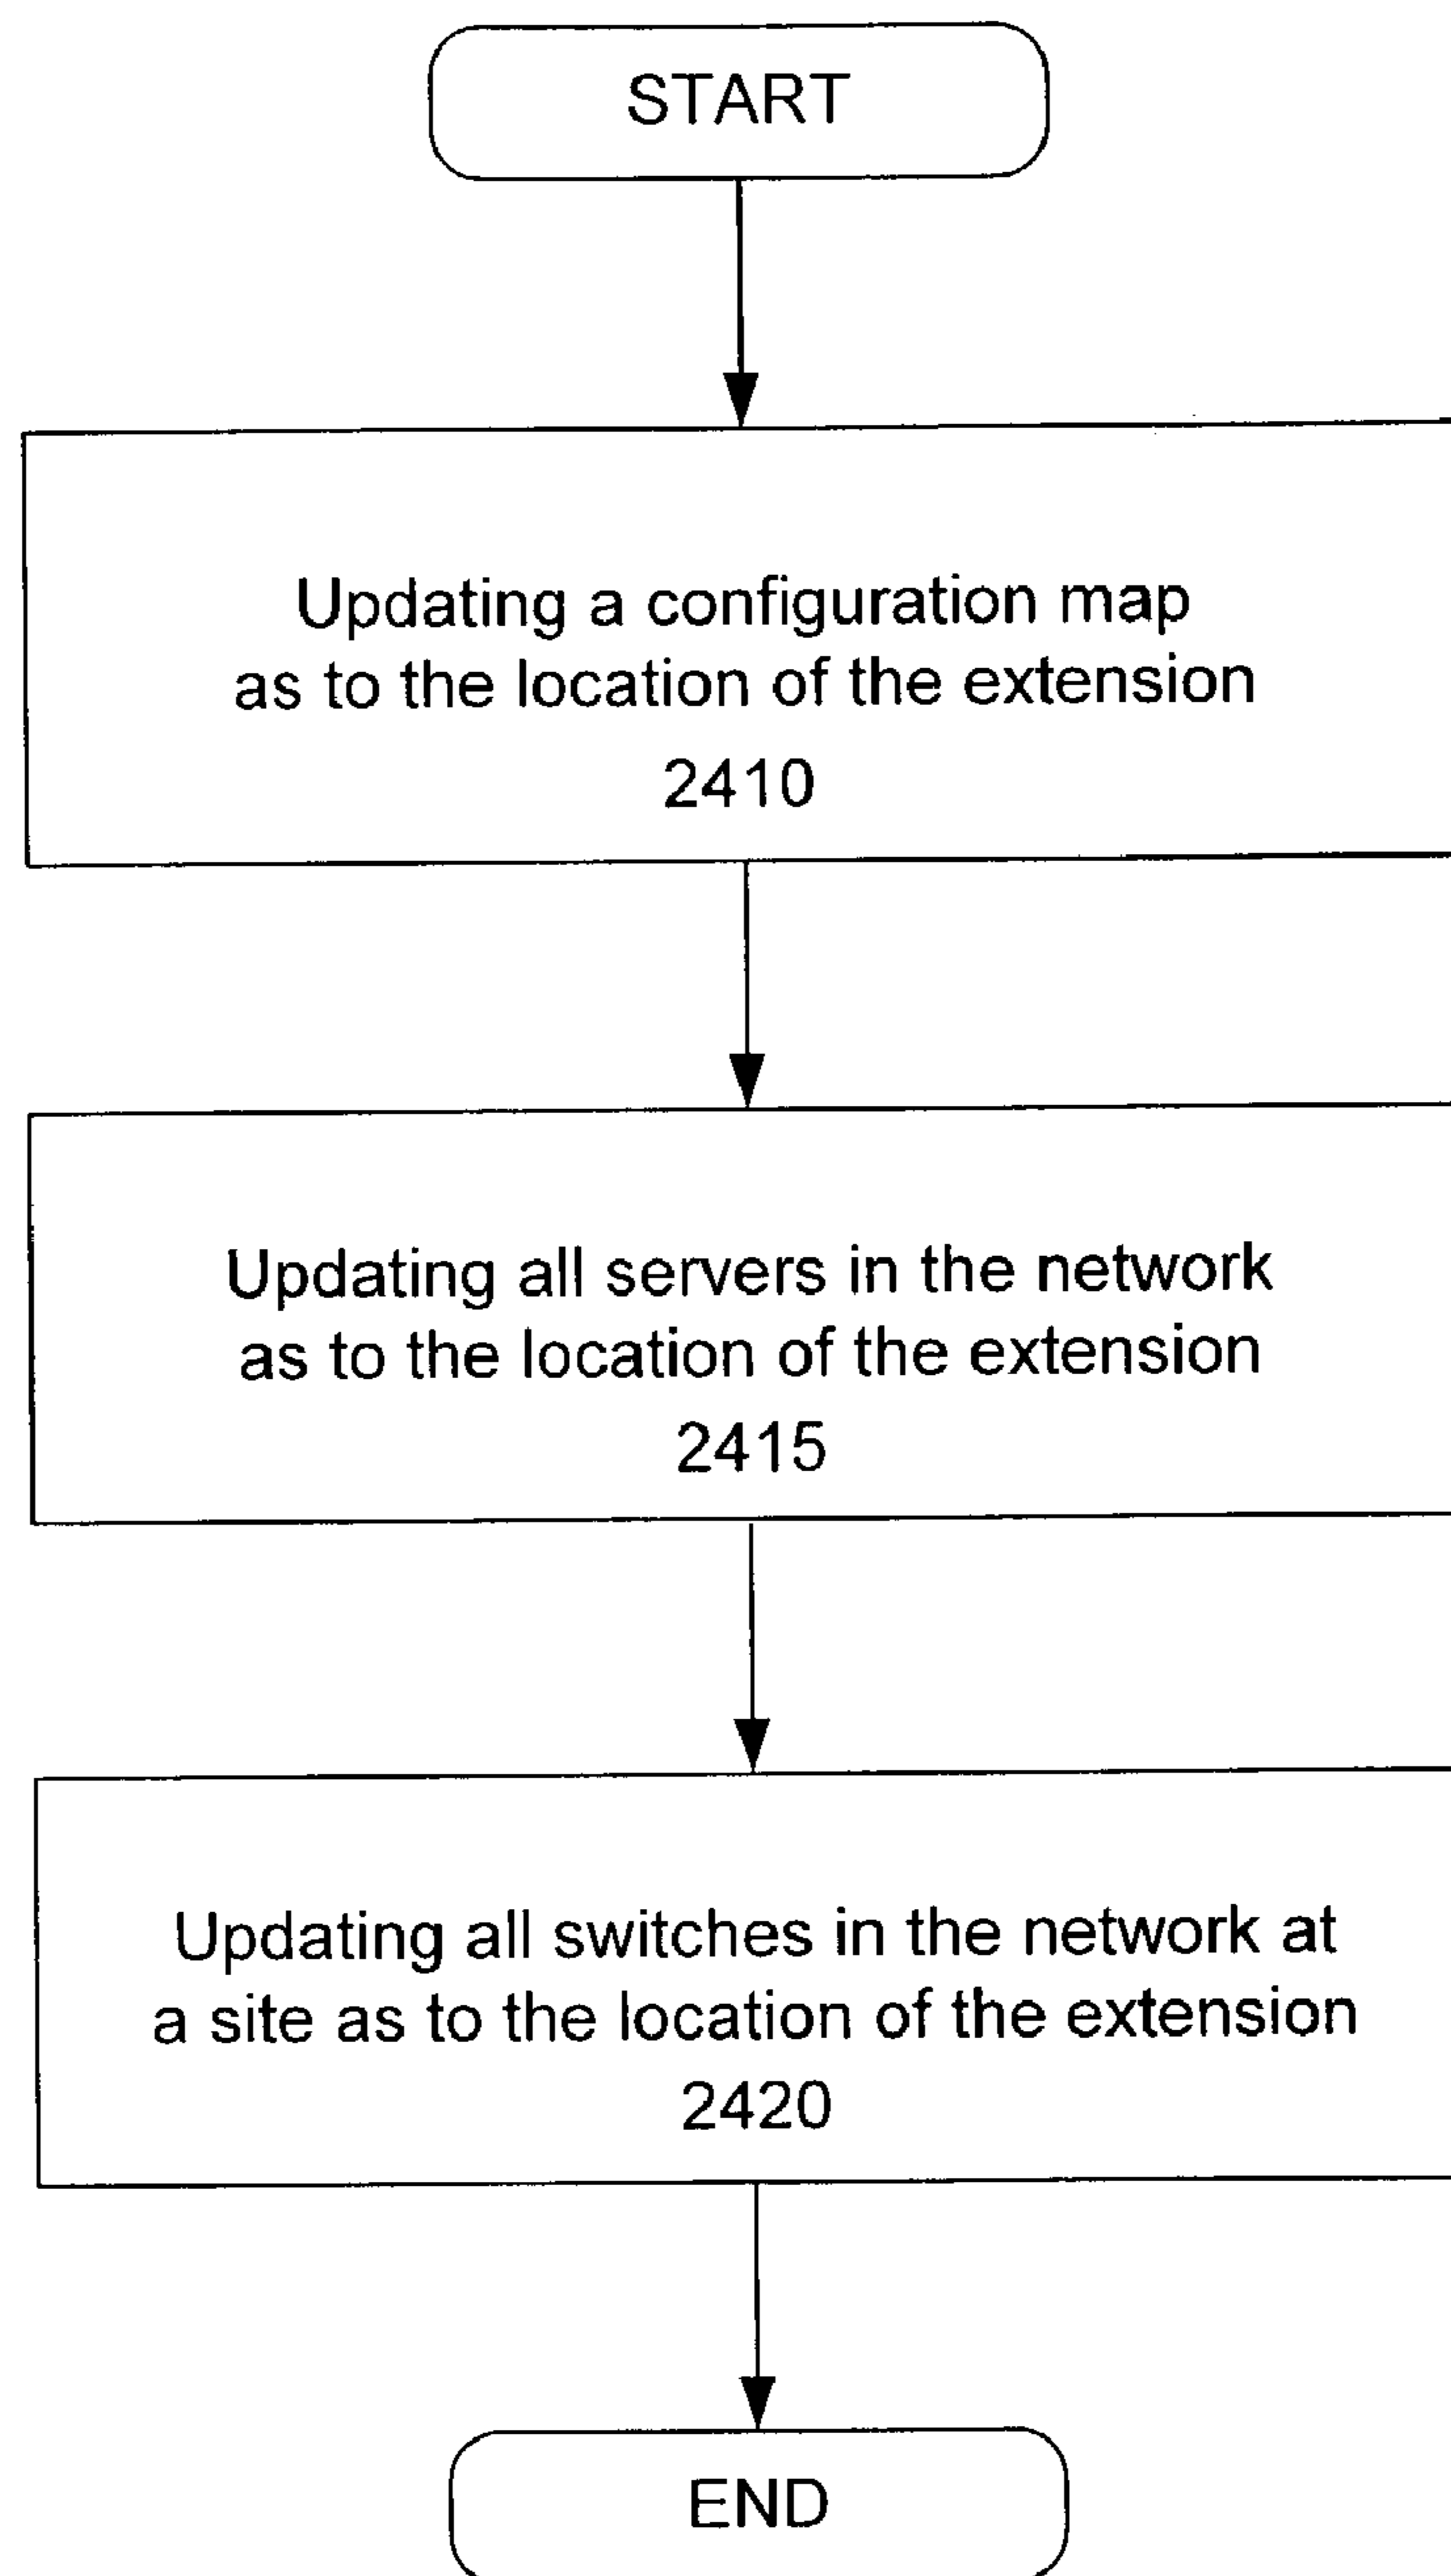 START
Updating a configuration map
as to the location of the extension
2410
Updating all servers in the network
as to the location of the extension
2415
Updating all switches in the network at
a site as to the location of the extension
2420
END